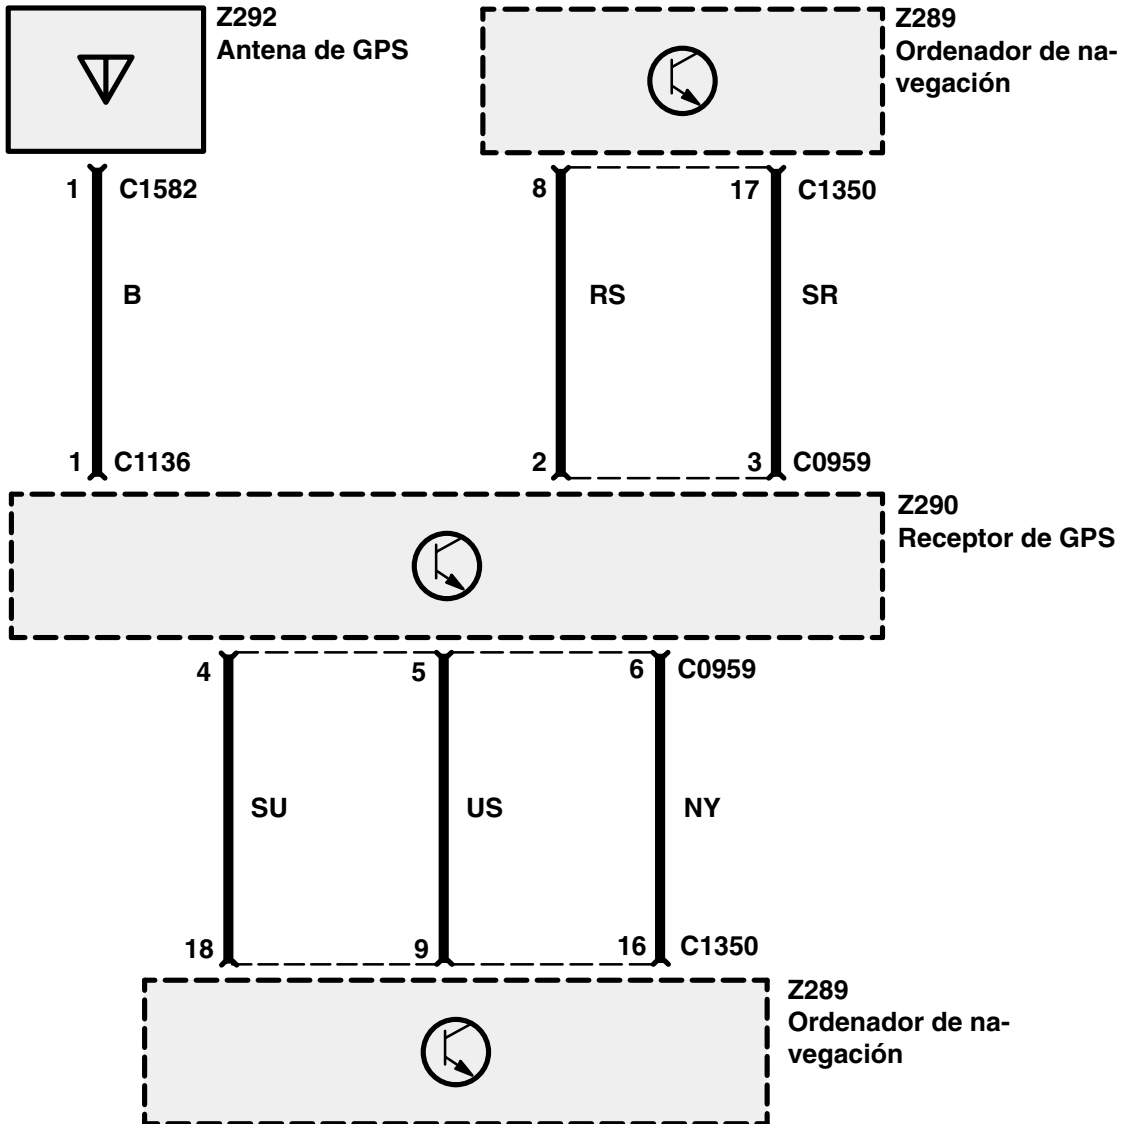 Z292
Antena de GPS
Z289
Ordenador de na-
vegación
1 C1582
8 17 C1350
B RS SR
1 C1136
2 3 C0959
Z290
Receptor de GPS
4 5 6 C0959
SU US NY
18 9 16 C1350
Z289
Ordenador de na-
vegación